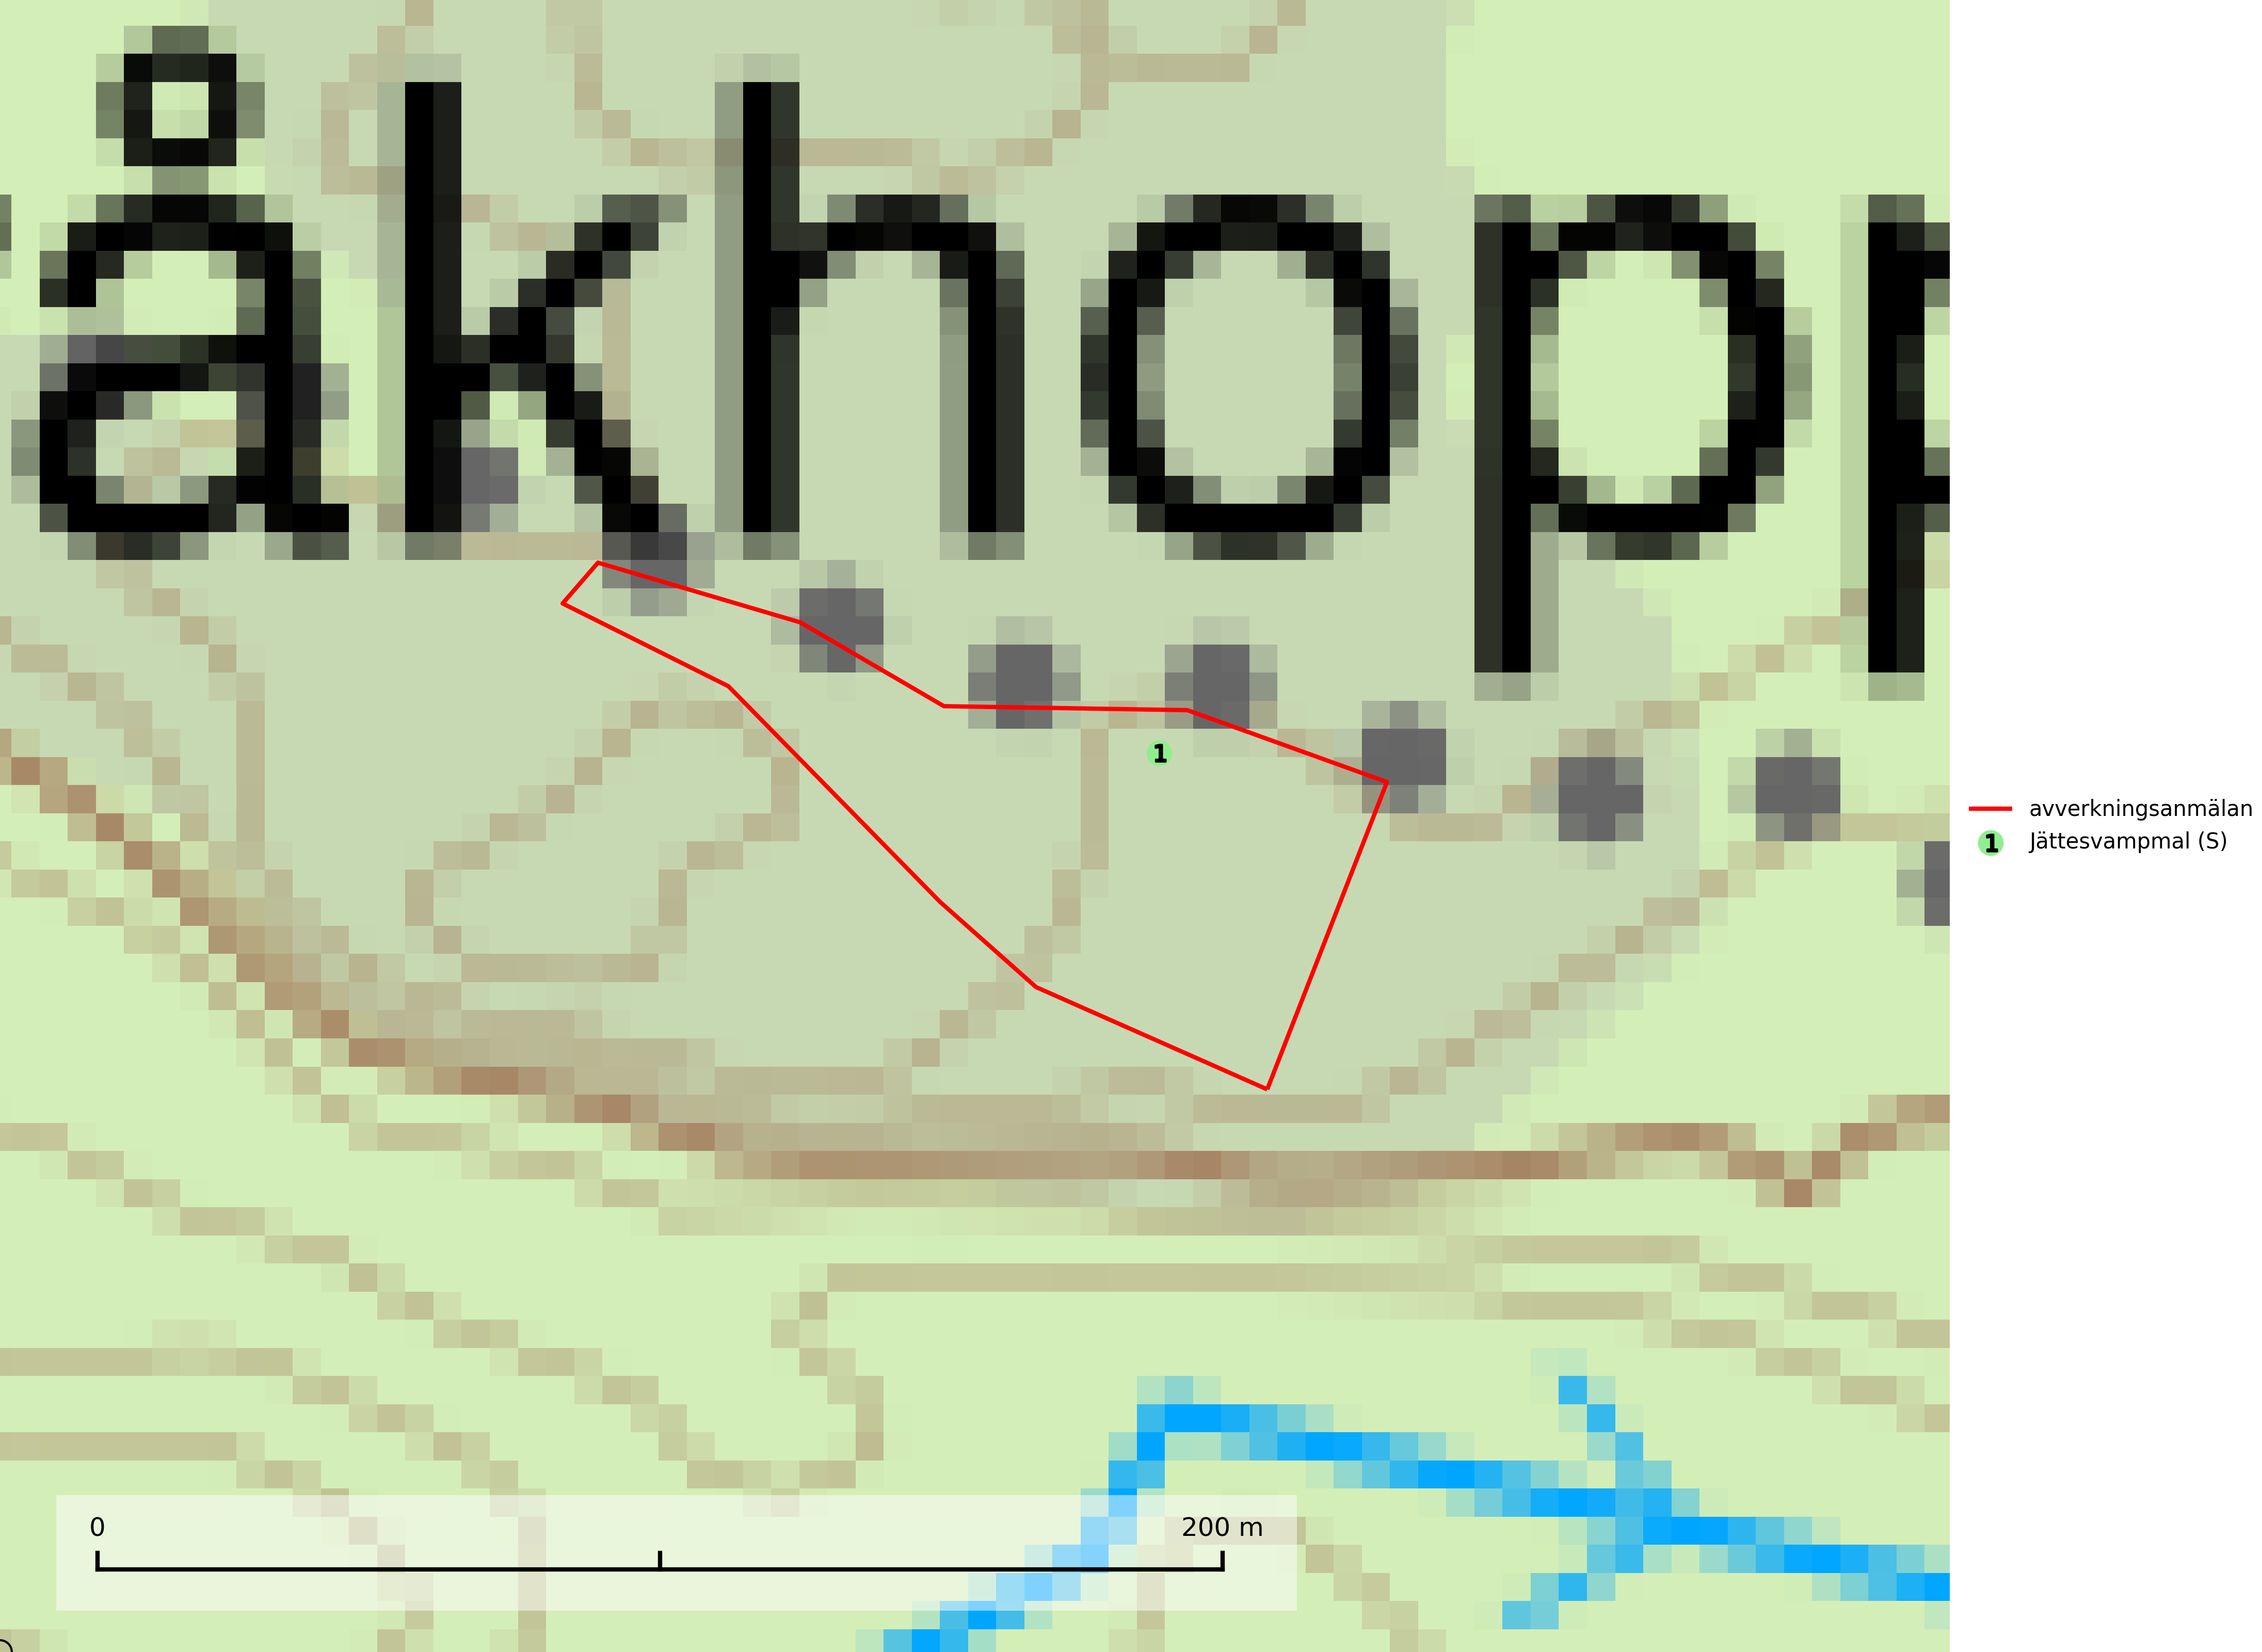 åkhopp
1
avverkningsanmälan
1 Jättesvampmal (S)
0 200 m